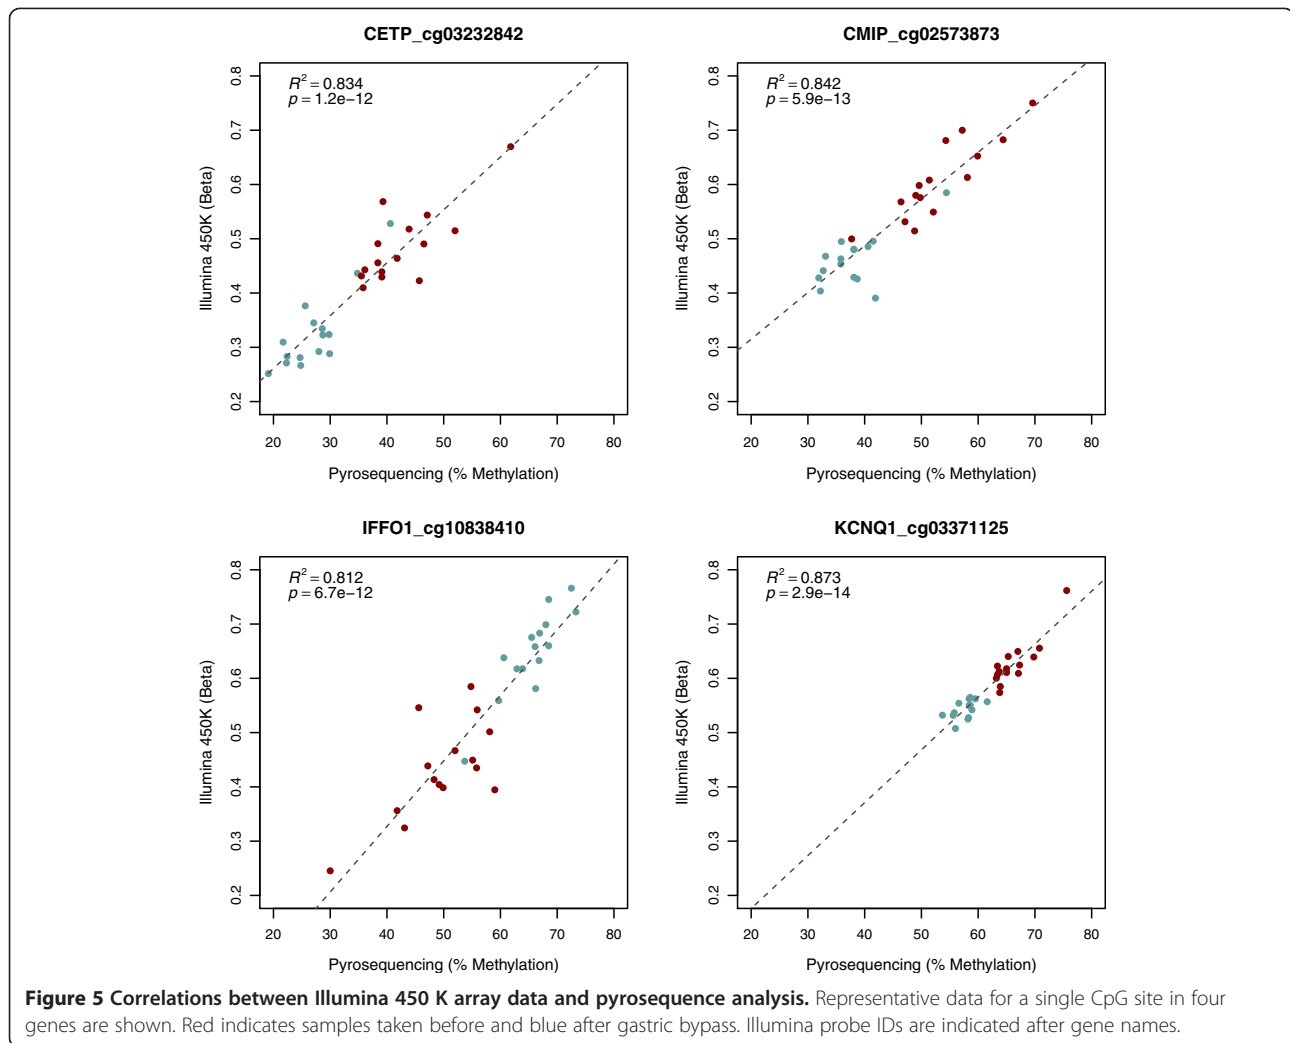 CETP_cg03232842
R² = 0.834
p = 1.2e−12
Illumina 450K (Beta)
0.8
0.7
0.6
0.5
0.4
0.3
0.2
20 30 40 50 60 70 80
Pyrosequencing (% Methylation)
CMIP_cg02573873
R² = 0.842
p = 5.9e−13
Illumina 450K (Beta)
0.8
0.7
0.6
0.5
0.4
0.3
0.2
20 30 40 50 60 70 80
Pyrosequencing (% Methylation)
IFFO1_cg10838410
R² = 0.812
p = 6.7e−12
Illumina 450K (Beta)
0.8
0.7
0.6
0.5
0.4
0.3
0.2
20 30 40 50 60 70 80
Pyrosequencing (% Methylation)
KCNQ1_cg03371125
R² = 0.873
p = 2.9e−14
Illumina 450K (Beta)
0.8
0.7
0.6
0.5
0.4
0.3
0.2
20 30 40 50 60 70 80
Pyrosequencing (% Methylation)
Figure 5 Correlations between Illumina 450 K array data and pyrosequence analysis. Representative data for a single CpG site in four
genes are shown. Red indicates samples taken before and blue after gastric bypass. Illumina probe IDs are indicated after gene names.